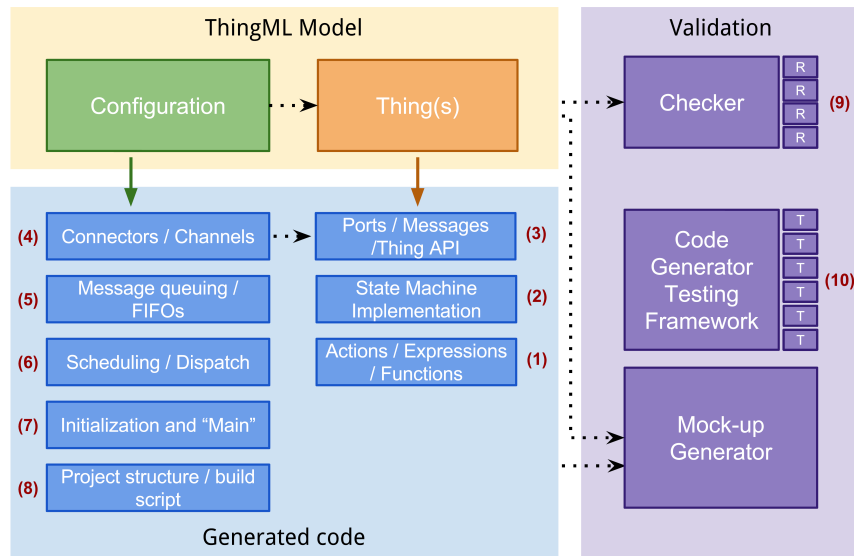 ThingML Model
Configuration
Thing(s)
(4)
Connectors / Channels
Ports / Messages
/Thing API
(3)
(5)
Message queuing /
FIFOs
State Machine
Implementation
(2)
(6)
Scheduling / Dispatch
Actions / Expressions
/ Functions
(1)
(7)
Initialization and “Main”
(8)
Project structure / build
script
Generated code
Validation
Checker
R
R
R
R
(9)
Code
Generator
Testing
Framework
T
T
T
T
T
T
(10)
Mock-up
Generator